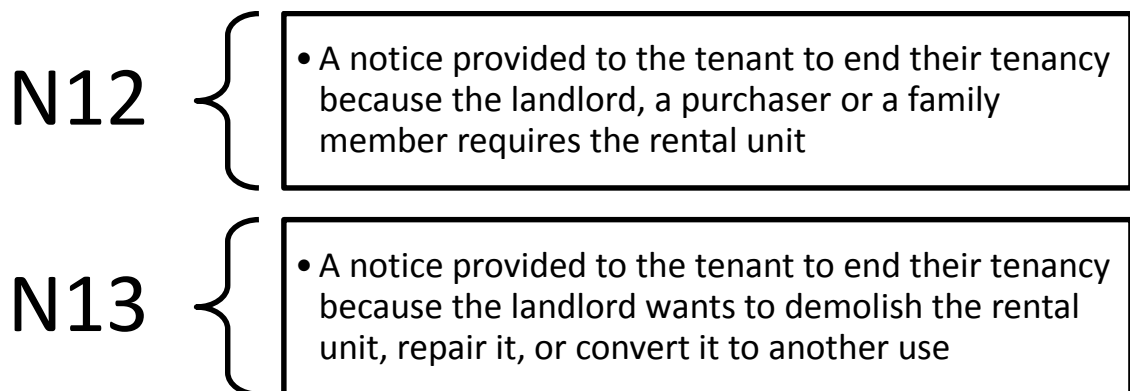 N12
• A notice provided to the tenant to end their tenancy
because the landlord, a purchaser or a family
member requires the rental unit
N13
• A notice provided to the tenant to end their tenancy
because the landlord wants to demolish the rental
unit, repair it, or convert it to another use